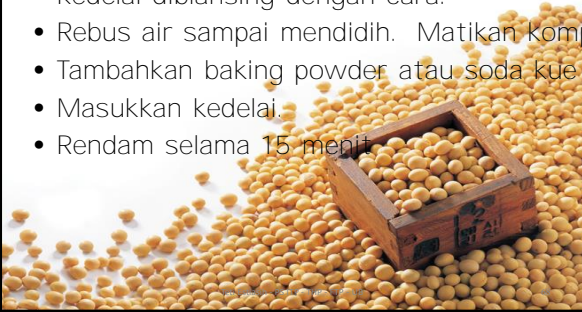 kedelai diblansing dengan cara:
• Rebus air sampai mendidih. Matikan komp
• Tambahkan baking powder atau soda kue
• Masukkan kedelai.
• Rendam selama 15 menit.